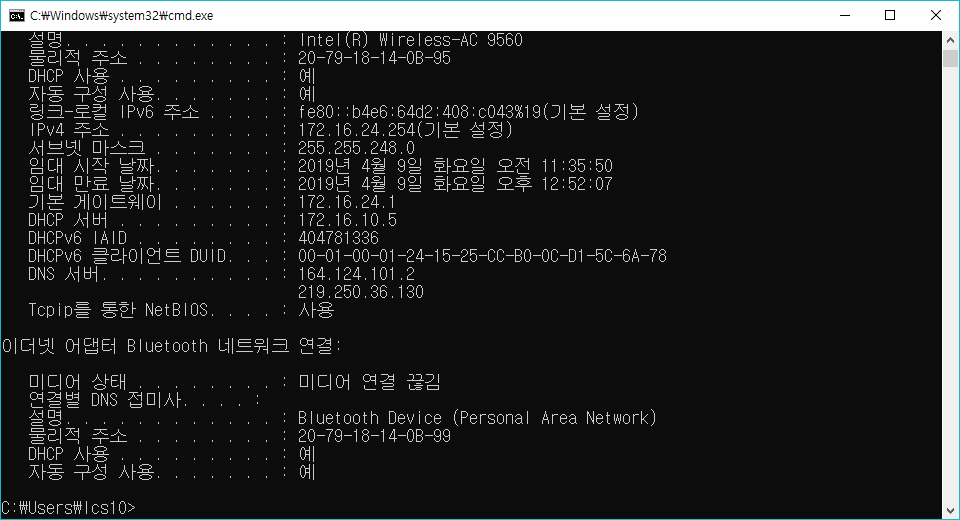 C:₩Windows₩system32₩cmd.exe
설명. . . . . . . . . . . . : Intel(R) Wireless-AC 9560
물리적 주소 . . . . . . . . : 20-79-18-14-0B-95
DHCP 사용 . . . . . . . . . : 예
자동 구성 사용. . . . . . . : 예
링크-로컬 IPv6 주소 . . . . : fe80::b4e6:64d2:408:c043%19(기본 설정)
IPv4 주소 . . . . . . . . . : 172.16.24.254(기본 설정)
서브넷 마스크 . . . . . . . : 255.255.248.0
임대 시작 날짜. . . . . . . : 2019년 4월 9일 화요일 오전 11:35:50
임대 만료 날짜. . . . . . . : 2019년 4월 9일 화요일 오후 12:52:07
기본 게이트웨이 . . . . . . : 172.16.24.1
DHCP 서버 . . . . . . . . . : 172.16.10.5
DHCPv6 IAID . . . . . . . . : 404781336
DHCPv6 클라이언트 DUID. . . : 00-01-00-01-24-15-25-CC-B0-0C-D1-5C-6A-78
DNS 서버. . . . . . . . . . : 164.124.101.2
219.250.36.130
Tcpip를 통한 NetBIOS. . . . : 사용
이더넷 어댑터 Bluetooth 네트워크 연결:
미디어 상태 . . . . . . . . : 미디어 연결 끊김
연결별 DNS 접미사. . . . :
설명. . . . . . . . . . . . : Bluetooth Device (Personal Area Network)
물리적 주소 . . . . . . . . : 20-79-18-14-0B-99
DHCP 사용 . . . . . . . . . : 예
자동 구성 사용. . . . . . . : 예
C:₩Users₩lcs10>